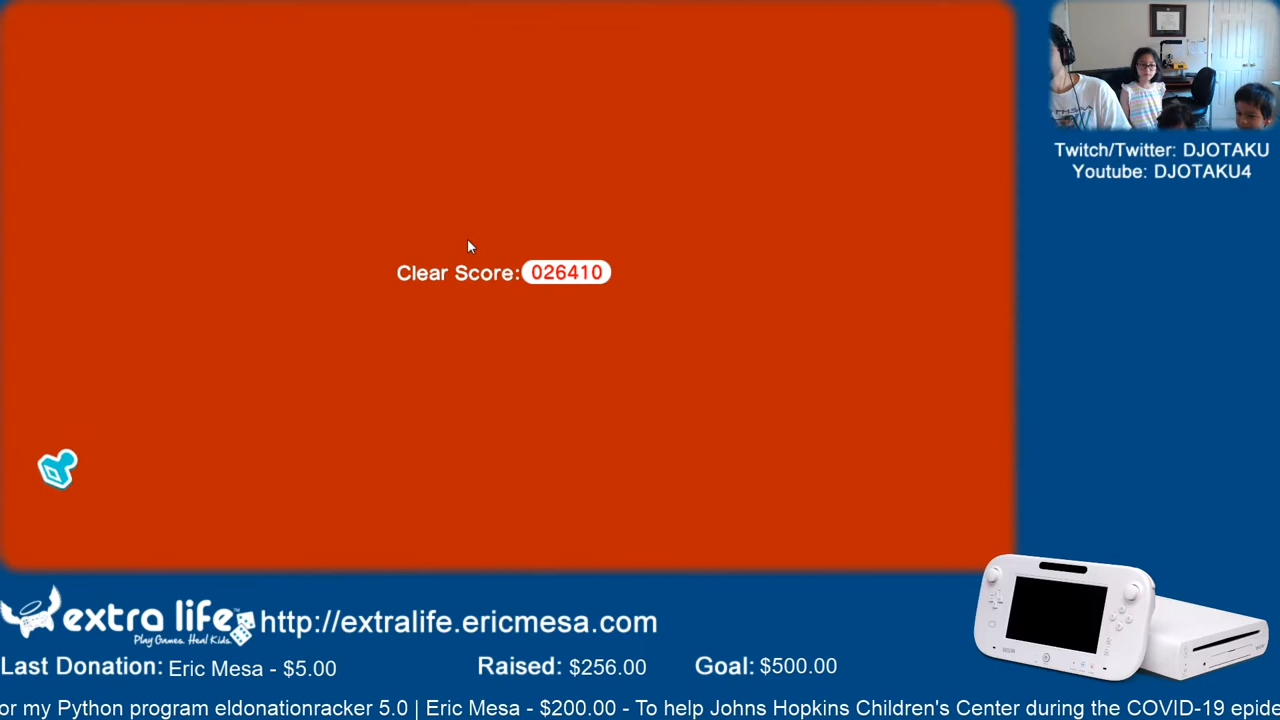 Twitch/Twitter: DJOTAKU
Youtube: DJOTAKU4
Clear Score: 026410
extra life
Play Games. Heal Kids.
http://extralife.ericmesa.com
Last Donation: Eric Mesa - $5.00
Raised: $256.00
Goal: $500.00
or my Python program eldonationracker 5.0 | Eric Mesa - $200.00 - To help Johns Hopkins Children's Center during the COVID-19 epide